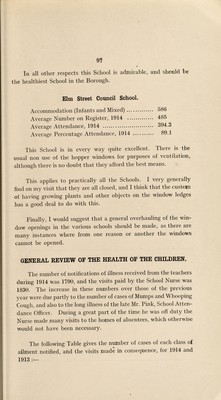 97
In all other respects this School is admirable, and should be
the healthiest School in the Borough.
Elm Street Council School.
Accommodation (Infants and Mixed) ............ 586
Average Number on Register, 1914 ............ 485
Average Attendance, 1914 ........................ 394.3
Average Percentage Attendance, 1914 ......... 89.1
This School is in every way quite excellent. There is the
usual non use of the hopper windows for purposes of ventilation,
although there is no doubt that they afford the best means.
This applies to practically all the Schools. I very generally
find on my visit that they are all closed, and I think that the custom
of having growing plants and other objects on the window ledges
has a good deal to do with this.
Finally, I would suggest that a general overhauling of the win-
dow openings in the various schools should be made, as there are
many instances where from one reason or another the windows
cannot be opened.
GENERAL REVIEW OF THE HEALTH OF THE CHILDREN.
The number of notifications of illness received from the teachers
during 1914 was 1790, and the visits paid by the School Nurse was
1830. The increase in these numbers over those of the previous
year were due partly to the number of cases of Mumps and Whooping
Cough, and also to the long illness of the late Mr. Pink, School Atten-
dance Officer. During a great part of the time he was off duty the
Nurse made many visits to the homes of absentees, which otherwise
would not have been necessary.
The following Table gives the number of cases of each class of
ailment notified, and the visits made in consequence, for 1914 and
1913 :—